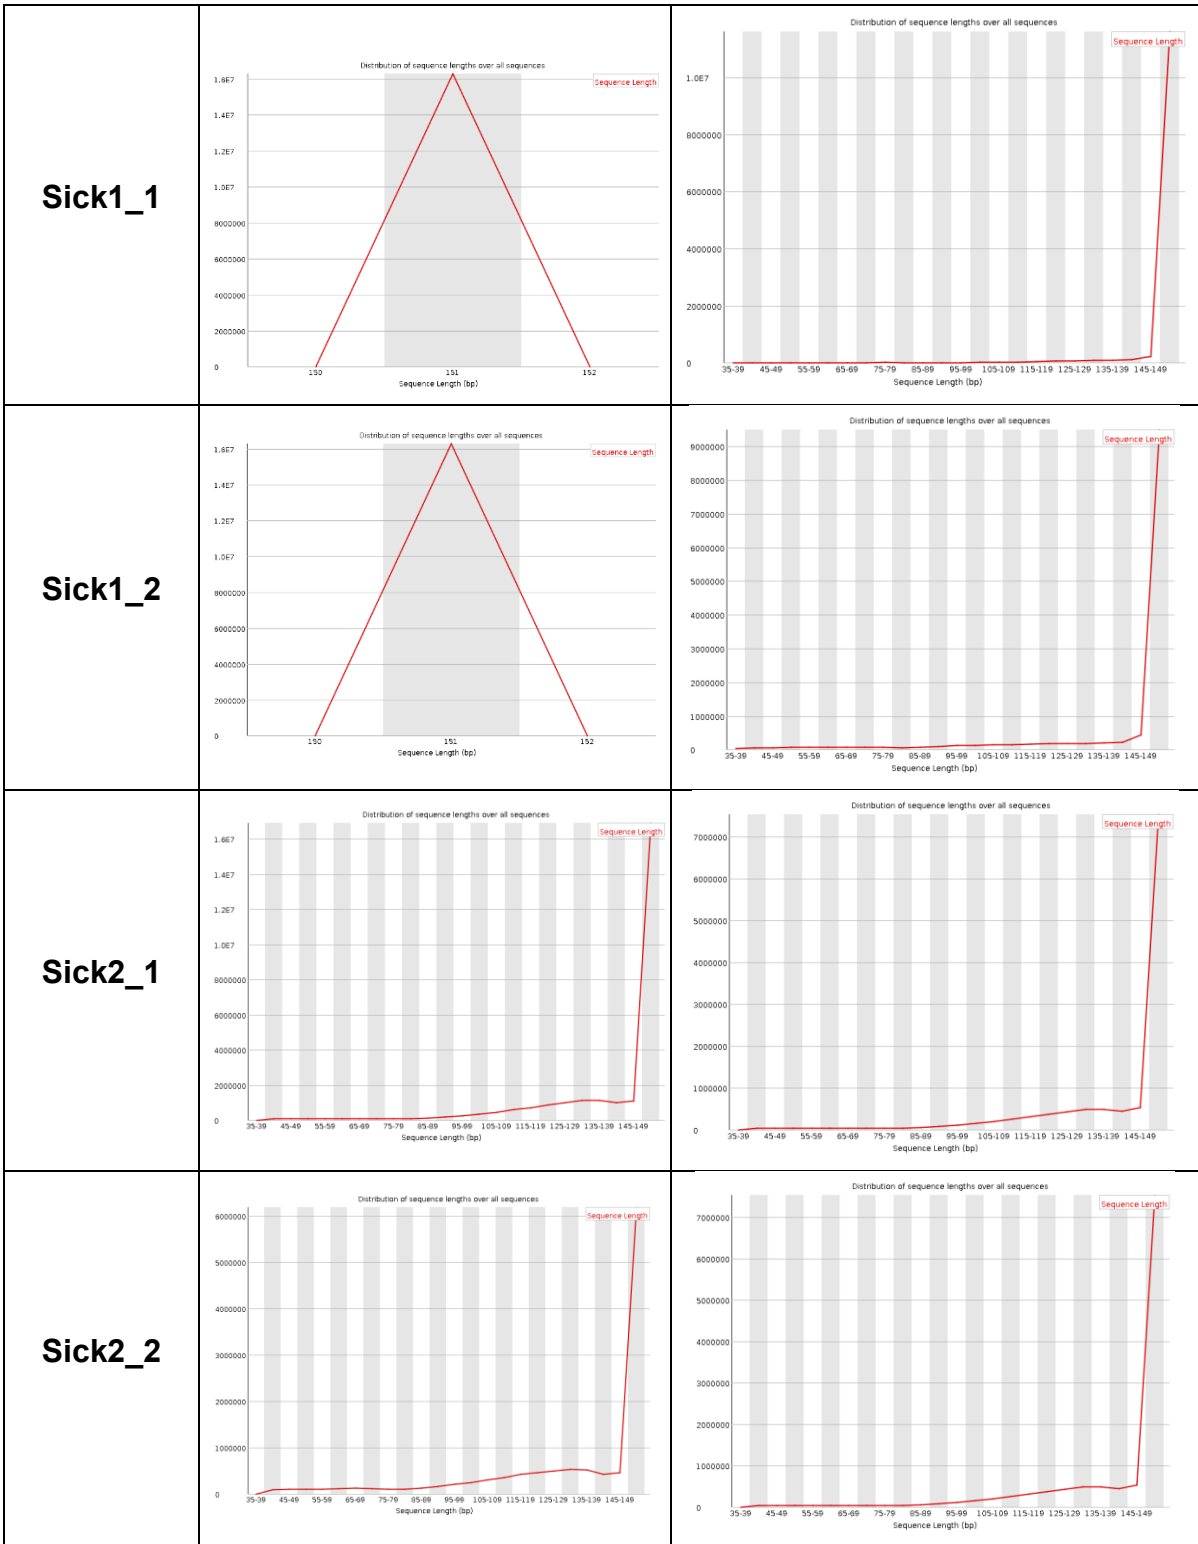 Sick1_1
Distribution of sequence lengths over all sequences
Sequence Length
1.6E7
1.4E7
1.2E7
1.0E7
8000000
6000000
4000000
2000000
0
150 151 152
Sequence Length (bp)
Distribution of sequence lengths over all sequences
Sequence Length
1.0E7
8000000
6000000
4000000
2000000
0
35-39 45-49 55-59 65-69 75-79 85-89 95-99 105-109 115-119 125-129 135-139 145-149
Sequence Length (bp)
Sick1_2
Distribution of sequence lengths over all sequences
Sequence Length
1.6E7
1.4E7
1.2E7
1.0E7
8000000
6000000
4000000
2000000
0
150 151 152
Sequence Length (bp)
Distribution of sequence lengths over all sequences
Sequence Length
9000000
8000000
7000000
6000000
5000000
4000000
3000000
2000000
1000000
0
35-39 45-49 55-59 65-69 75-79 85-89 95-99 105-109 115-119 125-129 135-139 145-149
Sequence Length (bp)
Sick2_1
Distribution of sequence lengths over all sequences
Sequence Length
1.6E7
1.4E7
1.2E7
1.0E7
8000000
6000000
4000000
2000000
0
35-39 45-49 55-59 65-69 75-79 85-89 95-99 105-109 115-119 125-129 135-139 145-149
Sequence Length (bp)
Distribution of sequence lengths over all sequences
Sequence Length
7000000
6000000
5000000
4000000
3000000
2000000
1000000
0
35-39 45-49 55-59 65-69 75-79 85-89 95-99 105-109 115-119 125-129 135-139 145-149
Sequence Length (bp)
Sick2_2
Distribution of sequence lengths over all sequences
Sequence Length
6000000
5000000
4000000
3000000
2000000
1000000
0
35-39 45-49 55-59 65-69 75-79 85-89 95-99 105-109 115-119 125-129 135-139 145-149
Sequence Length (bp)
Distribution of sequence lengths over all sequences
Sequence Length
7000000
6000000
5000000
4000000
3000000
2000000
1000000
0
35-39 45-49 55-59 65-69 75-79 85-89 95-99 105-109 115-119 125-129 135-139 145-149
Sequence Length (bp)